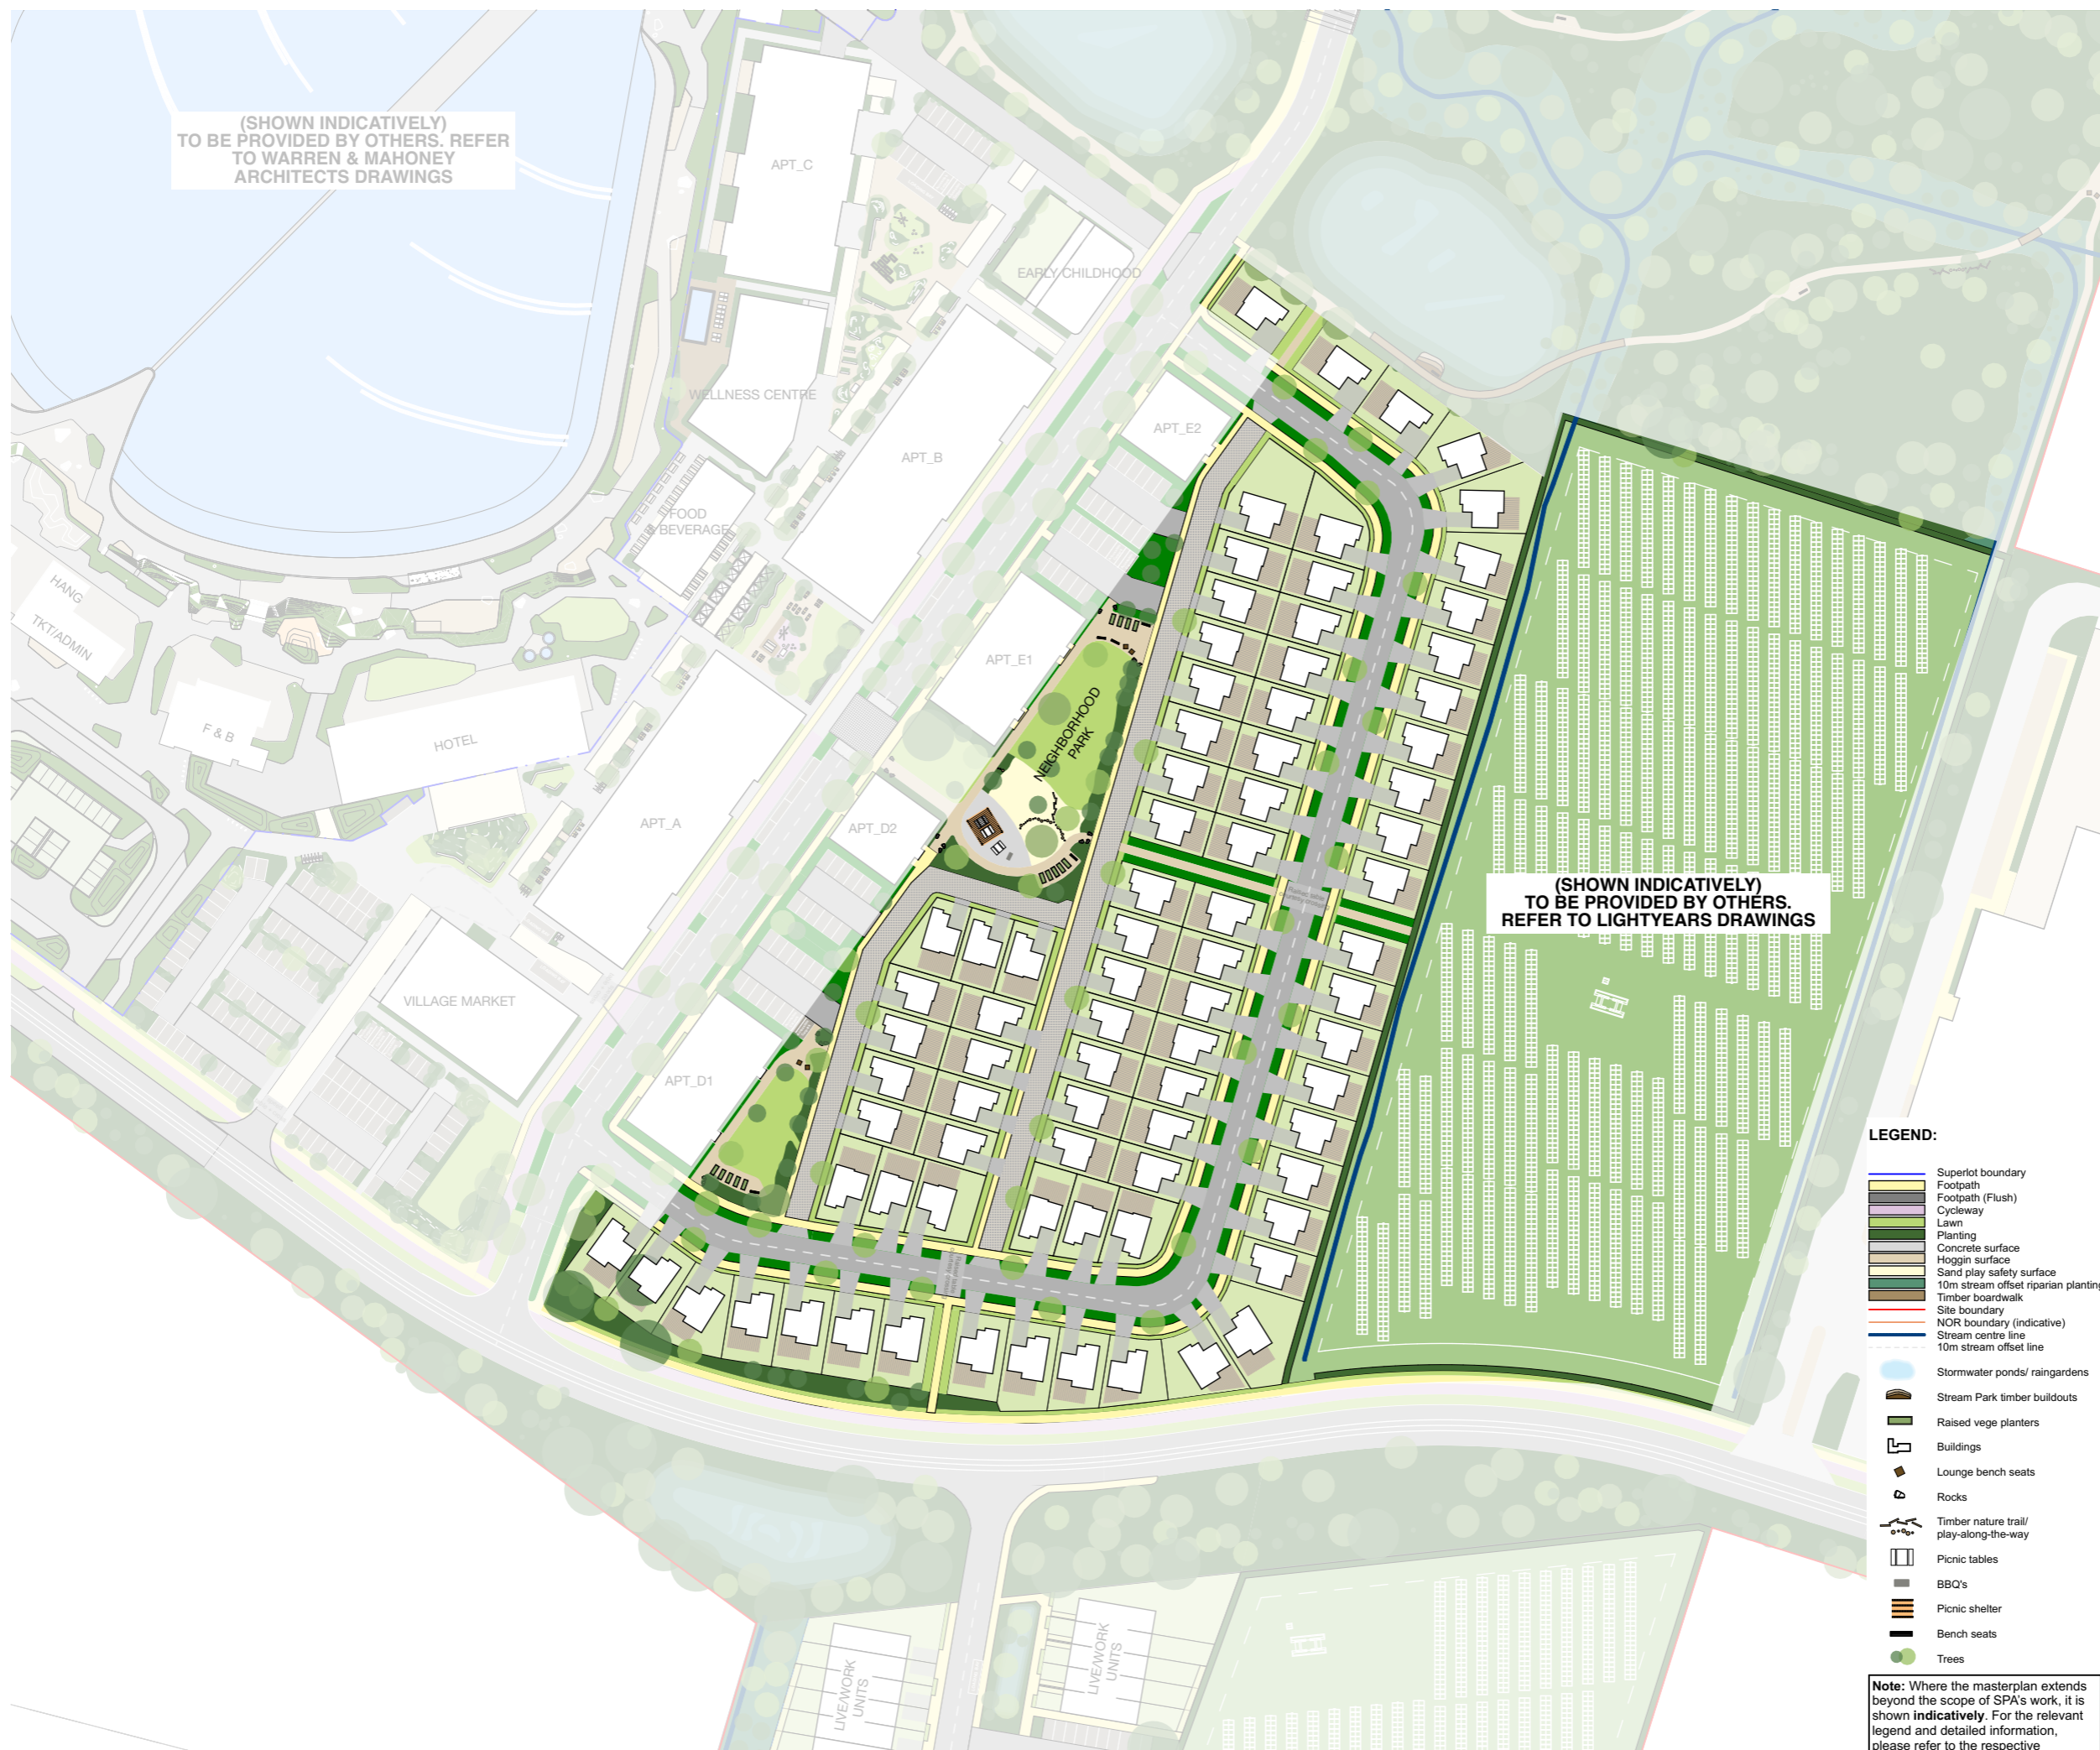 (SHOWN INDICATIVELY)
TO BE PROVIDED BY OTHERS. REFER
TO WARREN & MAHONEY
ARCHITECTS DRAWINGS
APT_C
EARLY CHILDHOOD
WELLNESS CENTRE
APT_B
APT_E2
FOOD
& BEVERAGE
HANG
TKT/ADMIN
F & B
HOTEL
APT_E1
NEIGHBORHOOD
PARK
APT_A
APT_D2
VILLAGE MARKET
APT_D1
(SHOWN INDICATIVELY)
TO BE PROVIDED BY OTHERS.
REFER TO LIGHTYEARS DRAWINGS
LIVE/WORK
UNITS
LIVE/WORK
UNITS
LEGEND:
Superlot boundary
Footpath
Footpath (Flush)
Cycleway
Lawn
Planting
Concrete surface
Hoggin surface
Sand play safety surface
10m stream offset riparian planting
Timber boardwalk
Site boundary
NOR boundary (indicative)
Stream centre line
10m stream offset line
Stormwater ponds/ raingardens
Stream Park timber buildouts
Raised vege planters
Buildings
Lounge bench seats
Rocks
Timber nature trail/
play-along-the-way
Picnic tables
BBQ's
Picnic shelter
Bench seats
Trees
Note: Where the masterplan extends
beyond the scope of SPA's work, it is
shown indicatively. For the relevant
legend and detailed information,
please refer to the respective